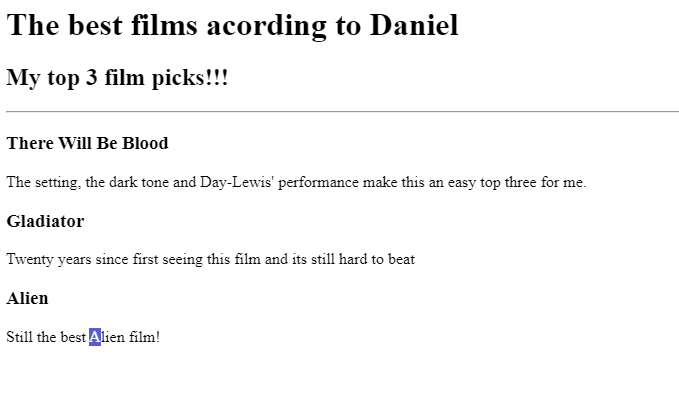 The best films acording to Daniel
My top 3 film picks!!!
There Will Be Blood
The setting, the dark tone and Day-Lewis' performance make this an easy top three for me.
Gladiator
Twenty years since first seeing this film and its still hard to beat
Alien
Still the best Alien film!